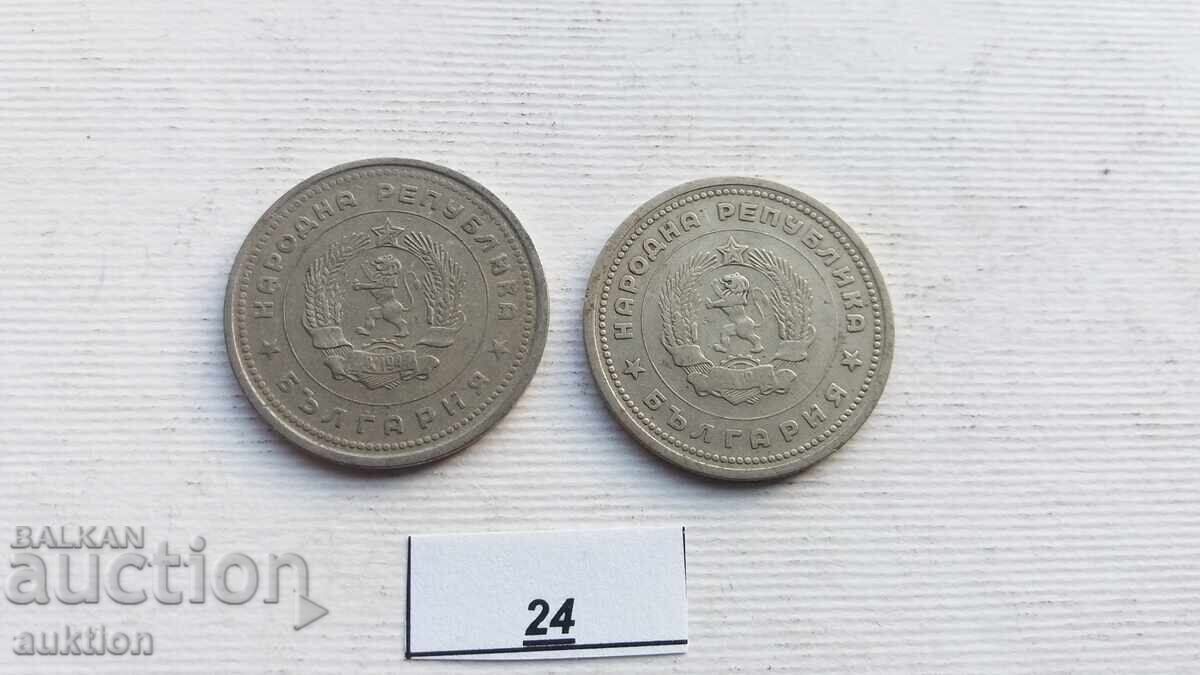 НАРОДНА РЕПУБЛИКА
БЪЛГАРИЯ
НАРОДНА РЕПУБЛИКА
БЪЛГАРИЯ
24
BALKAN
auction
auktion